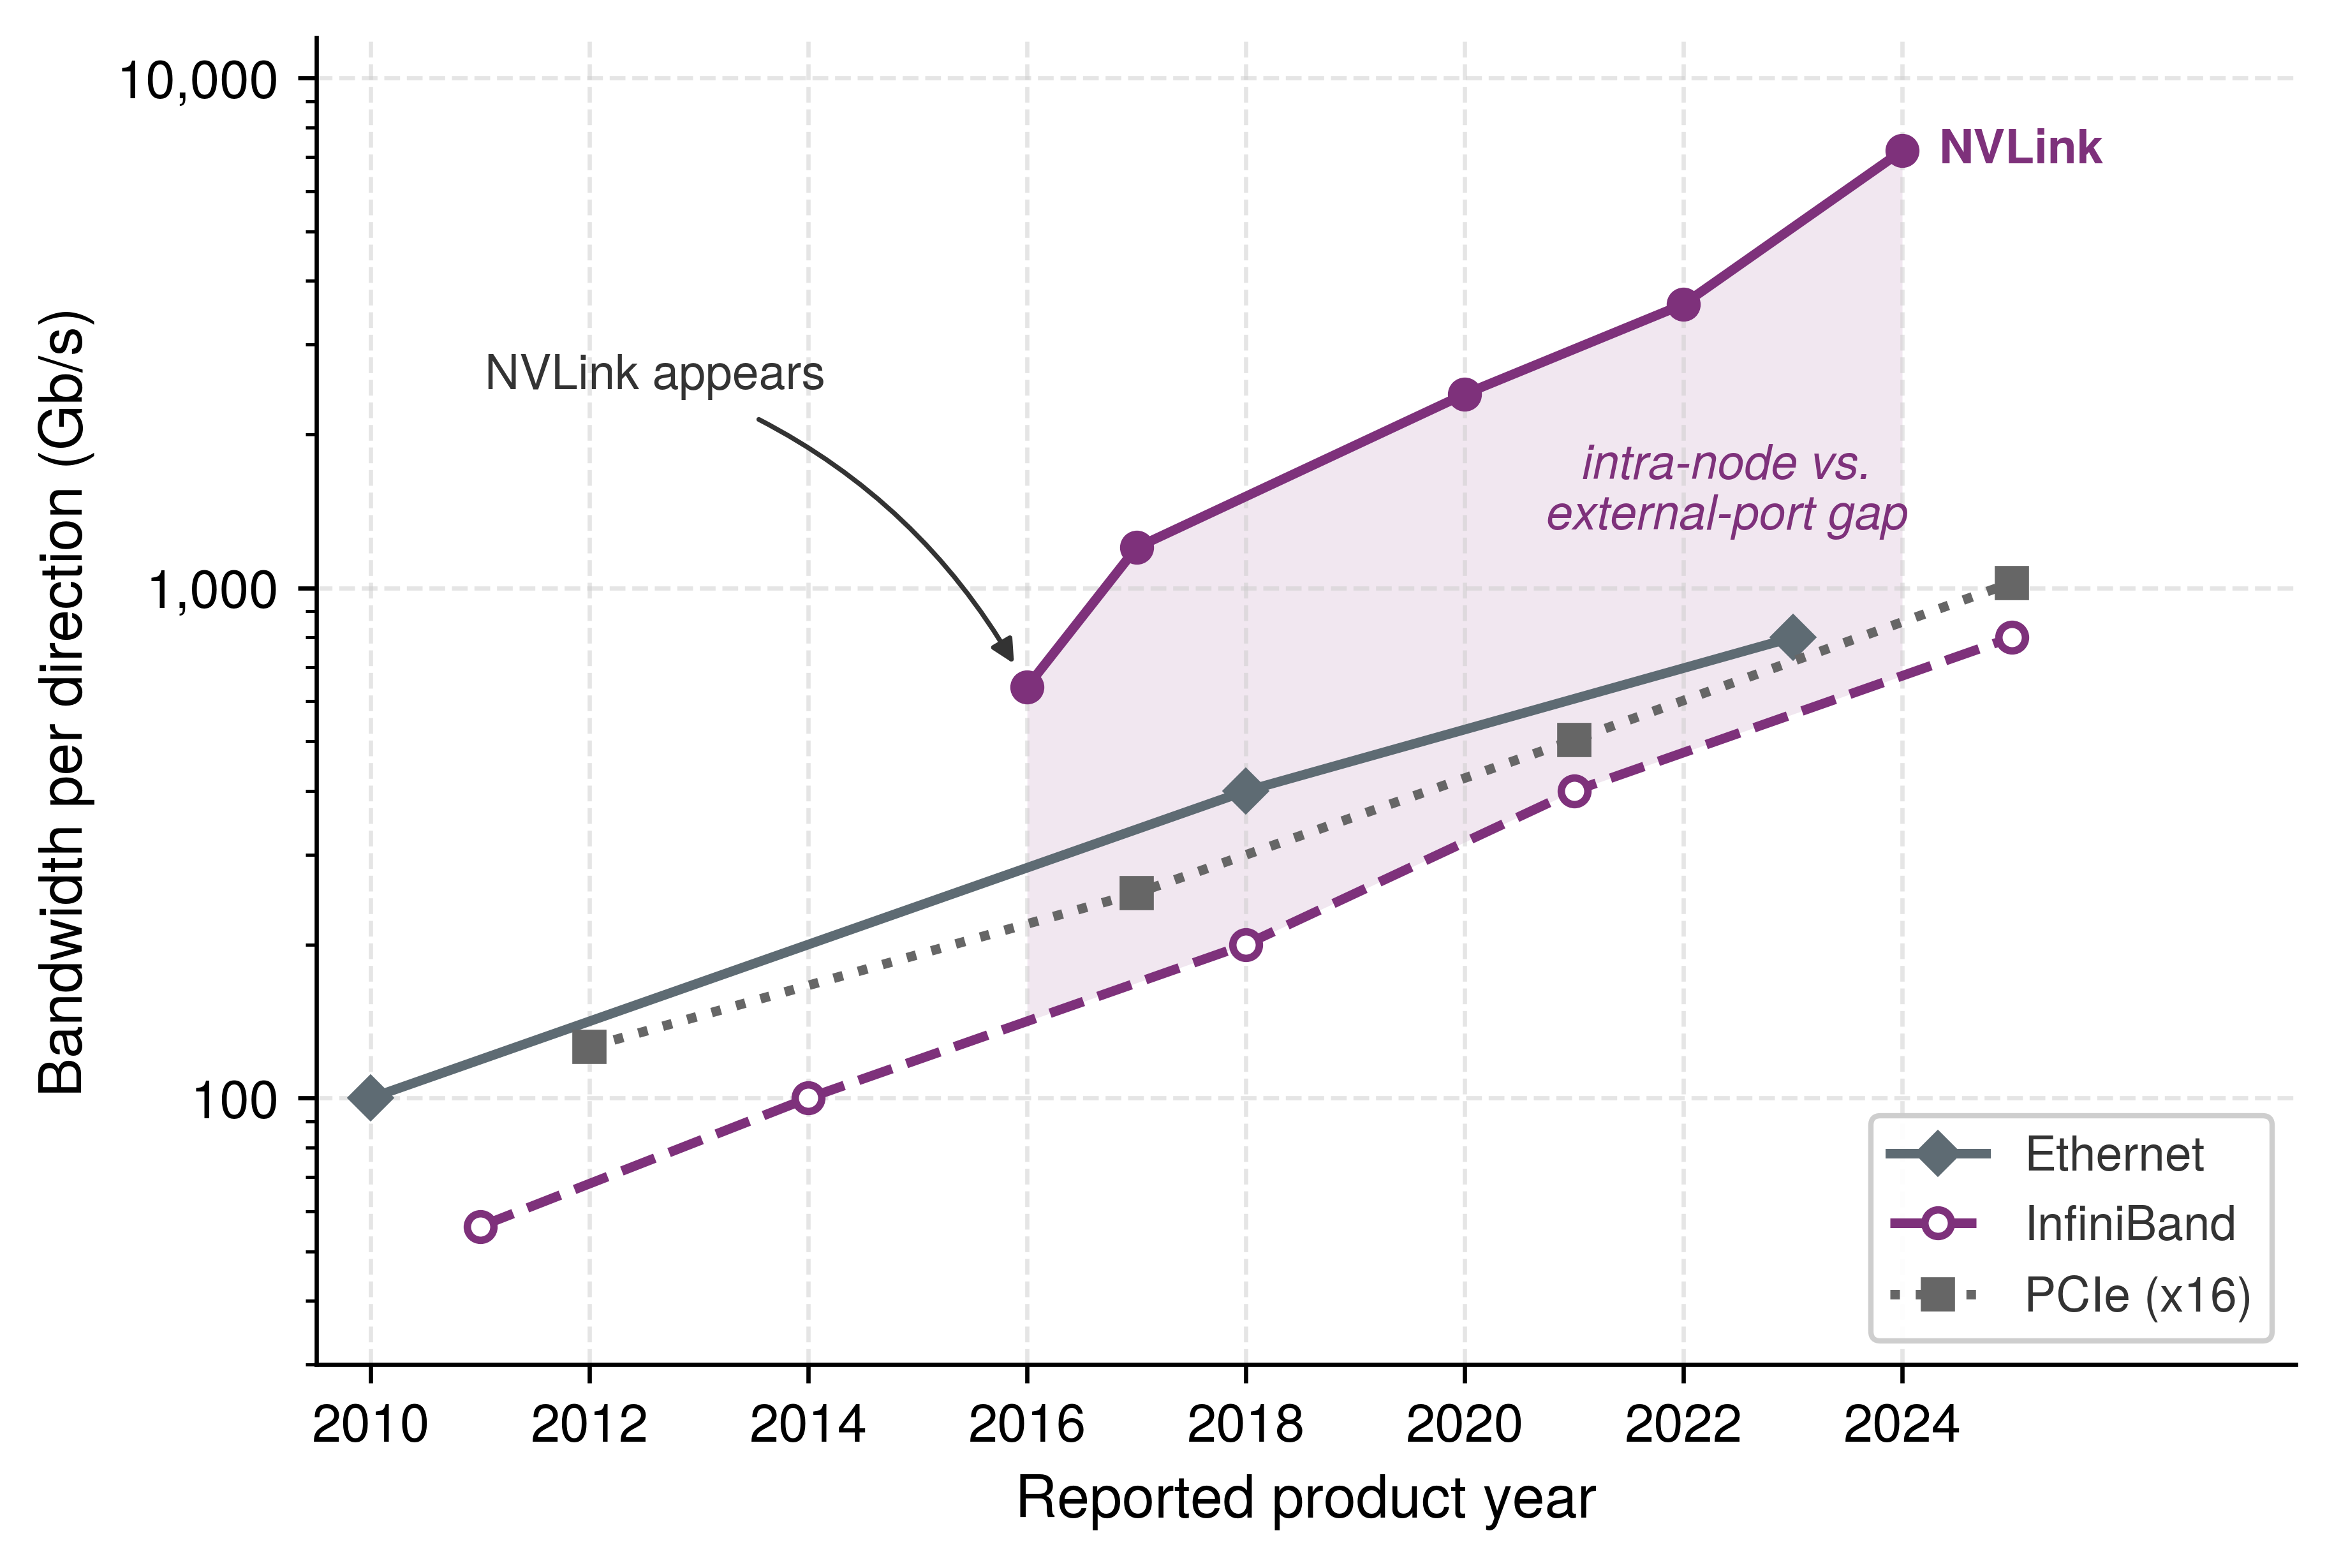 10,000
1,000
100
Bandwidth per direction (Gb/s)
NVLink
NVLink appears
intra-node vs.
external-port gap
Ethernet
InfiniBand
PCIe (x16)
2010 2012 2014 2016 2018 2020 2022 2024
Reported product year